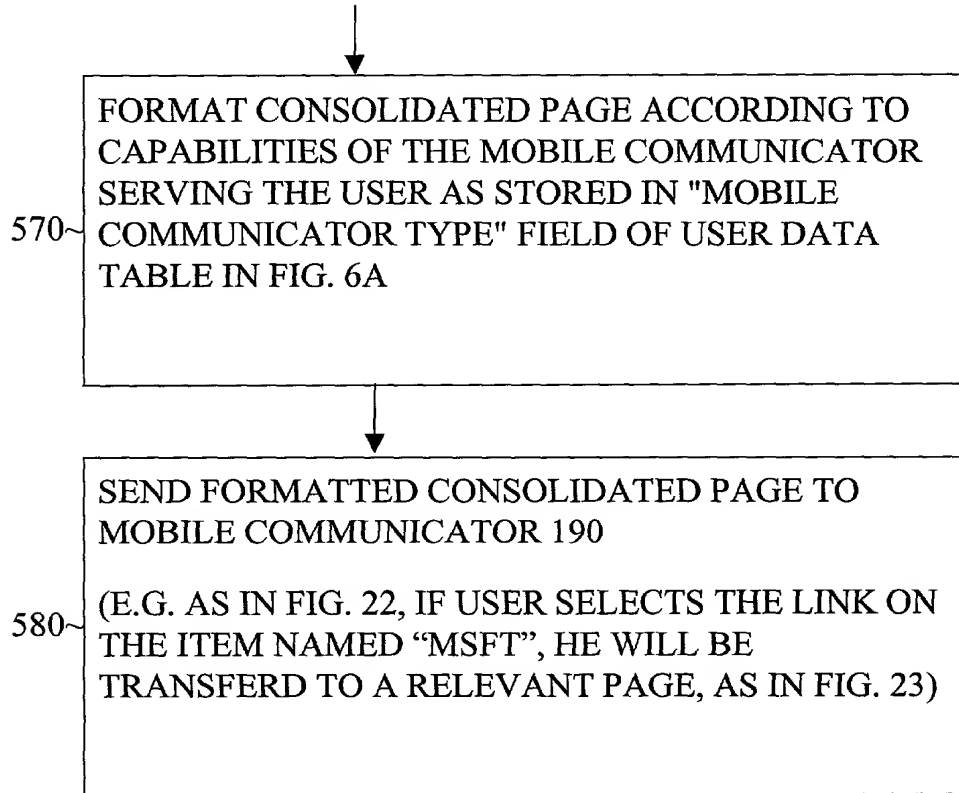 FORMAT CONSOLIDATED PAGE ACCORDING TO
CAPABILITIES OF THE MOBILE COMMUNICATOR
SERVING THE USER AS STORED IN "MOBILE
570~ COMMUNICATOR TYPE" FIELD OF USER DATA
TABLE IN FIG. 6A
SEND FORMATTED CONSOLIDATED PAGE TO
MOBILE COMMUNICATOR 190
(E.G. AS IN FIG. 22, IF USER SELECTS THE LINK ON
580~ THE ITEM NAMED “MSFT”, HE WILL BE
TRANSFERD TO A RELEVANT PAGE, AS IN FIG. 23)